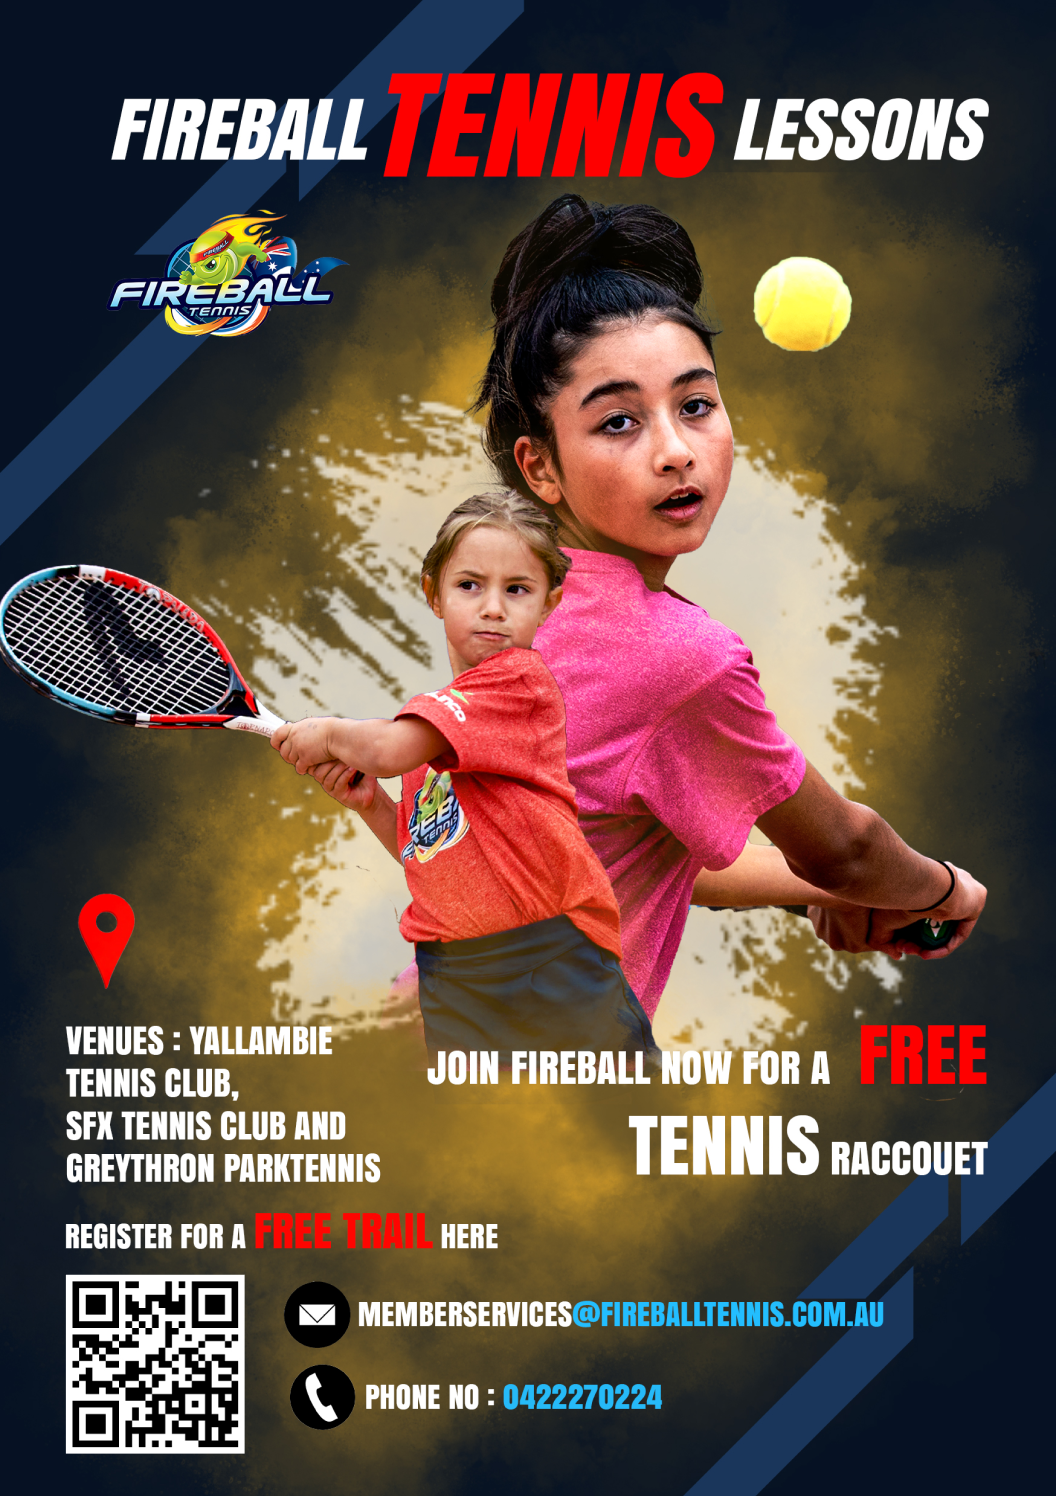 FIREBALL TENNIS LESSONS
FIREBALL
TENNIS
VENUES : YALLAMBIE
TENNIS CLUB,
SFX TENNIS CLUB AND
GREYTHRON PARKTENNIS
JOIN FIREBALL NOW FOR A FREE
TENNIS RACCOUET
REGISTER FOR A FREE TRAIL HERE
MEMBERSERVICES@FIREBALLTENNIS.COM.AU
PHONE NO : 0422270224